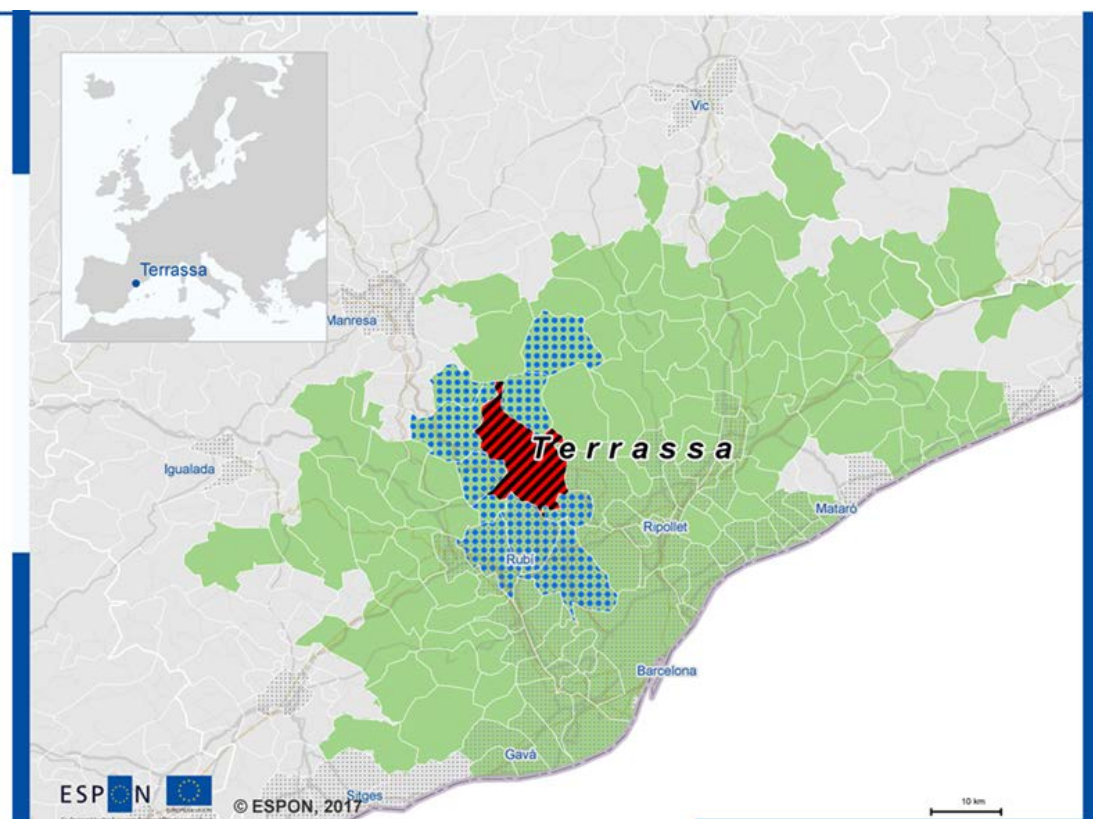 Vic
Terrassa
Manresa
Terrassa
Igualada
Mataró
Ripollet
Rubí
Barcelona
Gavà
ESPON
© ESPON, 2017
Sitges
10 km